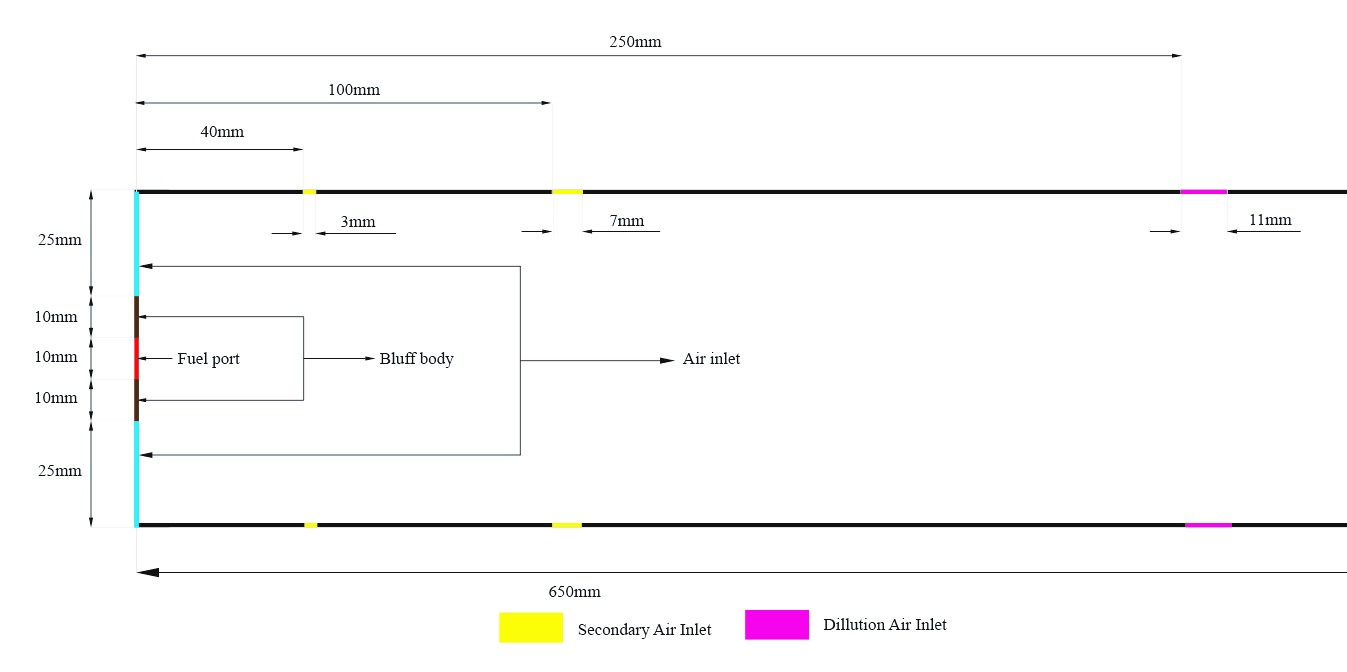 250mm
100mm
40mm
3mm
7mm
11mm
25mm
10mm
10mm
10mm
25mm
Fuel port
Bluff body
Air inlet
650mm
Secondary Air Inlet
Dillution Air Inlet